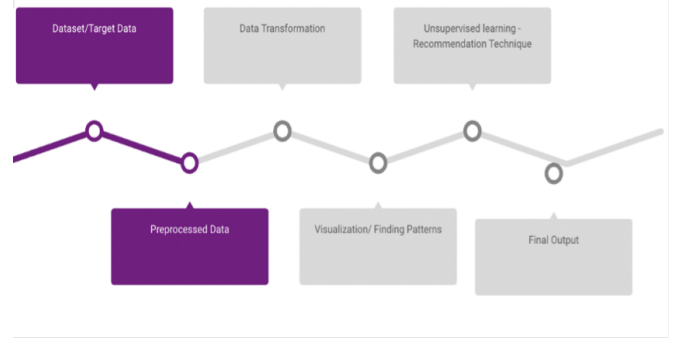 Dataset/Target Data
Data Transformation
Unsupervised learning -
Recommendation Technique
Preprocessed Data
Visualization/ Finding Patterns
Final Output